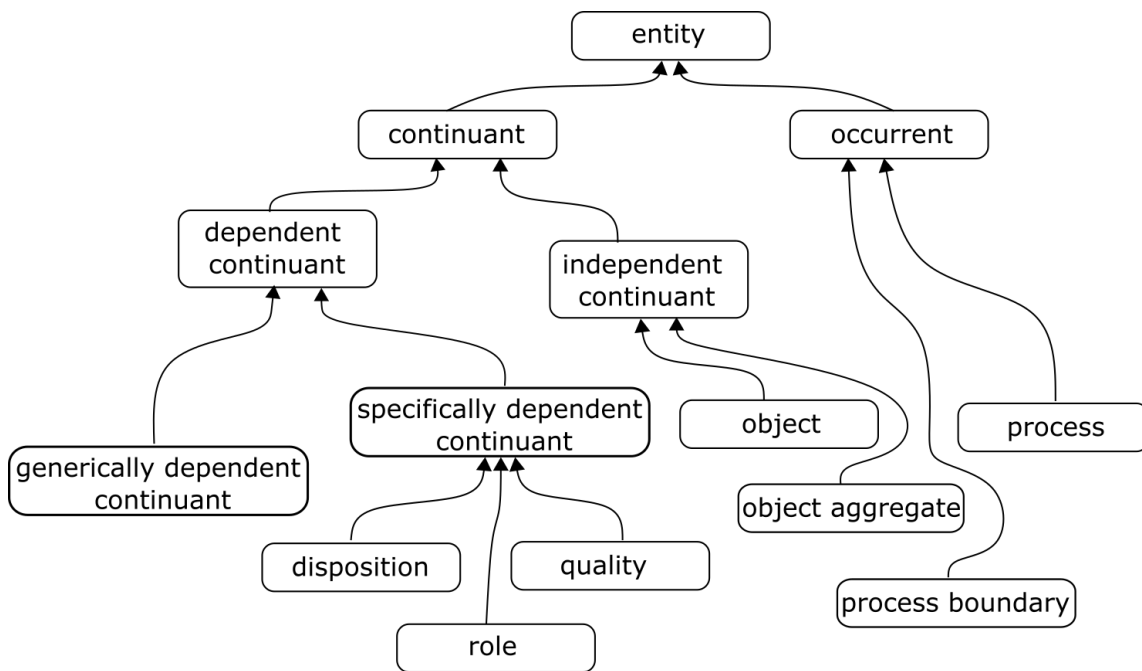 entity
continuant
occurrent
dependent
continuant
independent
continuant
specifically dependent
continuant
object
process
generically dependent
continuant
object aggregate
disposition
quality
process boundary
role